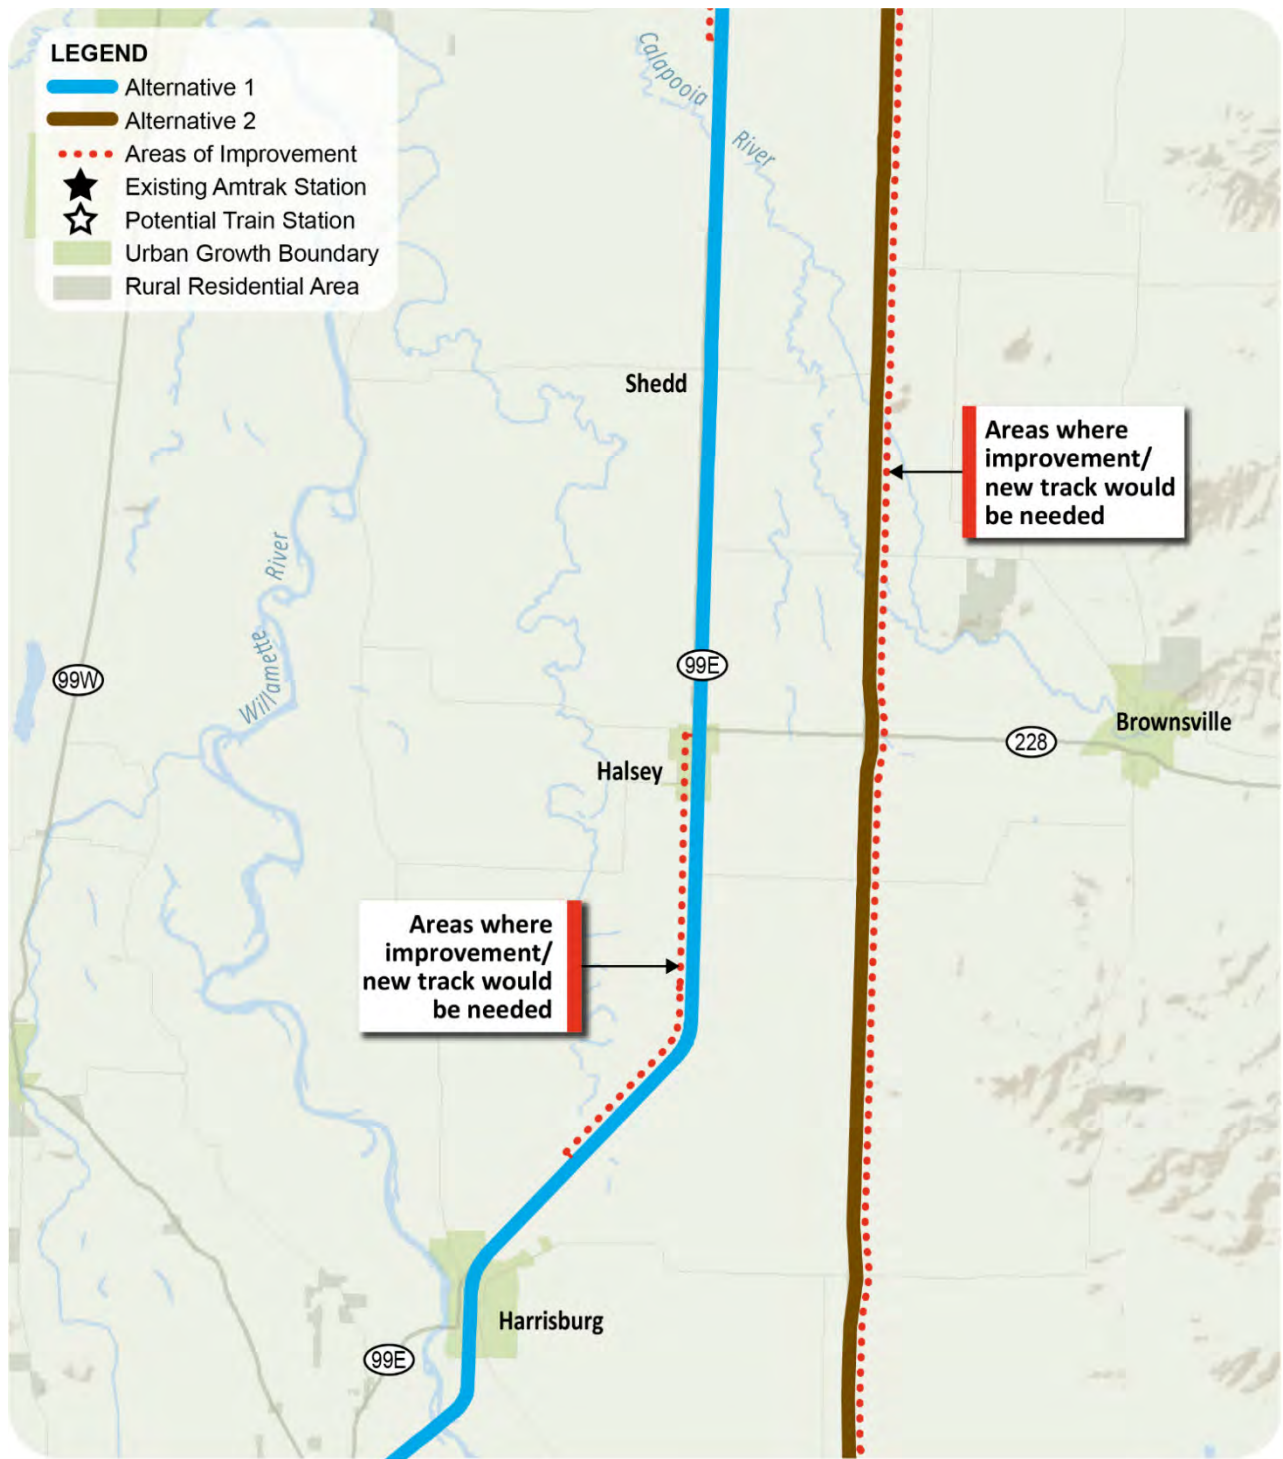 LEGEND
Alternative 1
Alternative 2
Areas of Improvement
Existing Amtrak Station
Potential Train Station
Urban Growth Boundary
Rural Residential Area
Calapooia
River
Shedd
Areas where
improvement/
new track would
be needed
Willamette
River
99W
99E
228
Brownsville
Halsey
Areas where
improvement/
new track would
be needed
Harrisburg
99E